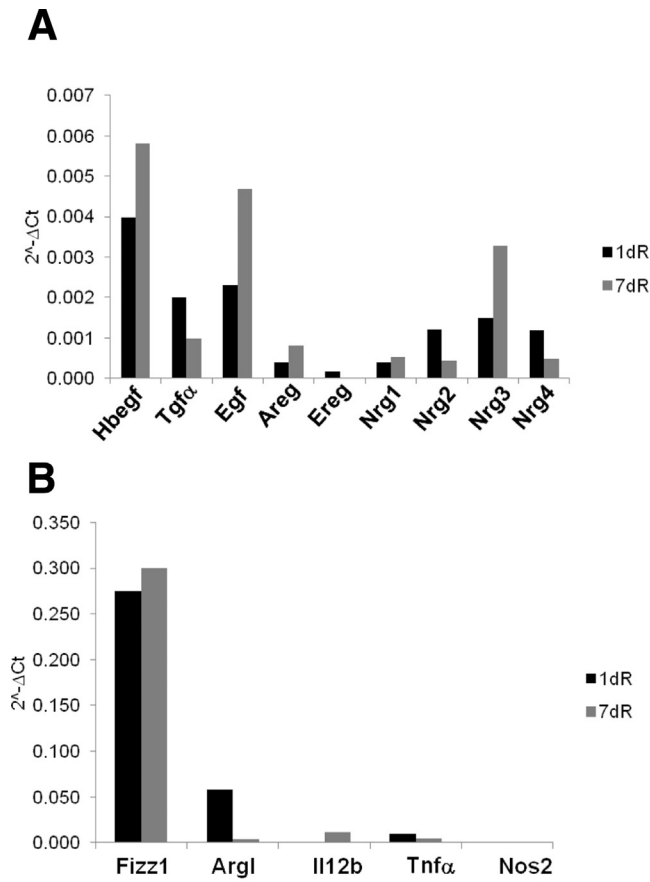 A
0.007
0.006
0.005
0.004
0.003
0.002
0.001
0.000
2^-ΔCt
Hbegf
Tgfα
Egf
Areg
Ereg
Nrg1
Nrg2
Nrg3
Nrg4
1dR
7dR
B
0.350
0.300
0.250
0.200
0.150
0.100
0.050
0.000
2^-ΔCt
Fizz1 ArgI Il12b Tnfα Nos2
1dR
7dR